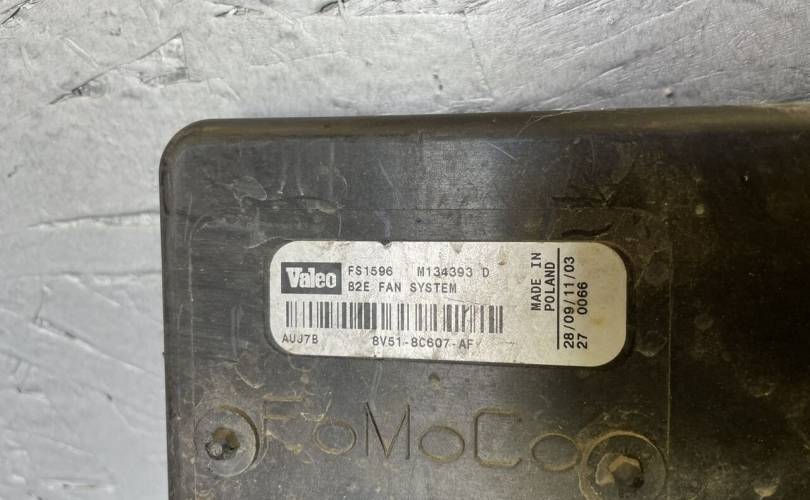 Valeo
FS1596 M134393 D
B2E FAN SYSTEM
AUJ7B 8V51-8C607-AF
MADE IN
POLAND
28/09/11/03
27 0066
FoMoCo